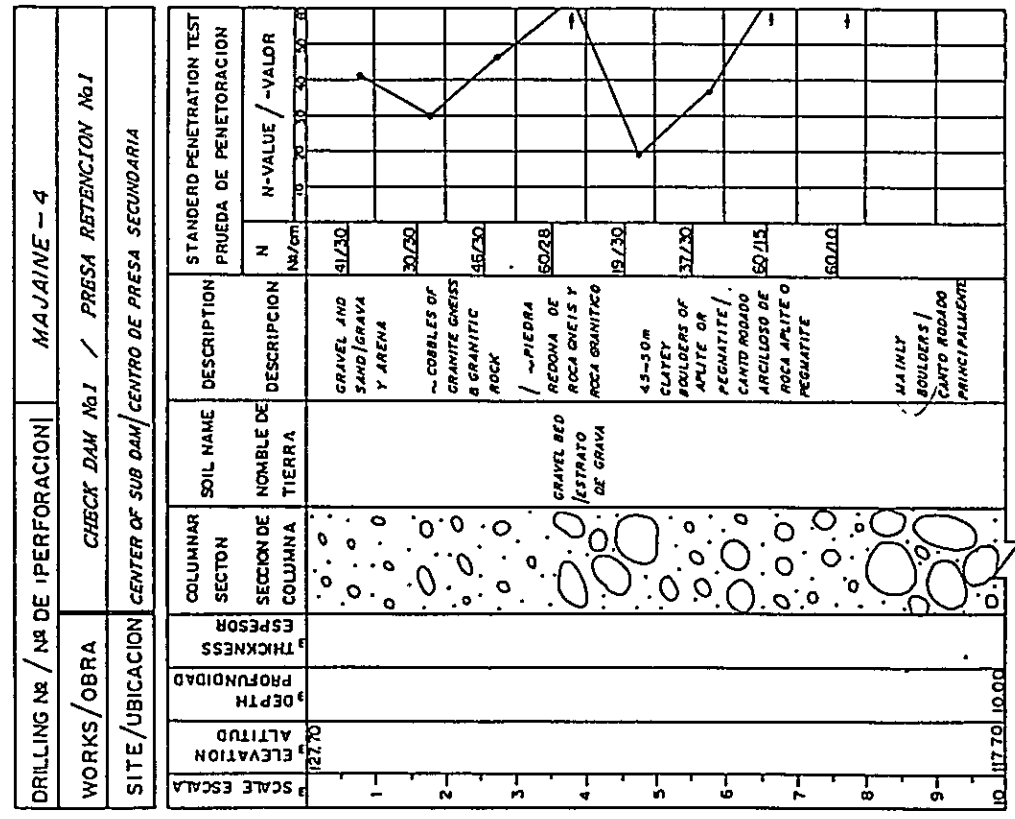 DRILLING No / No DE PERFORACION
MAJAINE - 4
WORKS / OBRA
CHECK DAM No1 / PRESA RETENCION No1
SITE / UBICACION
CENTER OF SUB DAM / CENTRO DE PRESA SECUNDARIA
SCALE ESCALA
m
ELEVATION
ALTITUD
m
DEPTH
PROFUNDIDAD
m
THICKNESS
ESPESOR
m
COLUMNAR
SECTON
SECCION DE
COLUMNA
SOIL NAME
NOMBLE DE
TIERRA
DESCRIPTION
DESCRIPCION
STANDERD PENETRATION TEST
PRUEDA DE PENETORACION
N
No/cm
N-VALUE / -VALOR
10 20 30 40 50 60
127.70
1
2
3
4
5
6
7
8
9
10
117.70
10.00
GRAVEL BED
/ESTRATO
DE GRAVA
GRAVEL AND
SAND/GRAVA
Y ARENA
~COBBLES OF
GRANITE GNEISS
& GRANITIC
ROCK
/ ~PIEDRA
REDONA DE
ROCA GNEIS Y
ROCA GRANITICO
45-50m
CLAYEY
BOULDERS OF
APLITE OR
PEGNATITE/.
CANTO RODADO
ARCILLOSO DE
ROCA APLITE O
PEGMATITE
MAINLY
BOULDERS/
CANTO RODADO
PRINCIPALMENTE
41/30
30/30
46/30
60/28
19/30
37/30
60/15
60/10